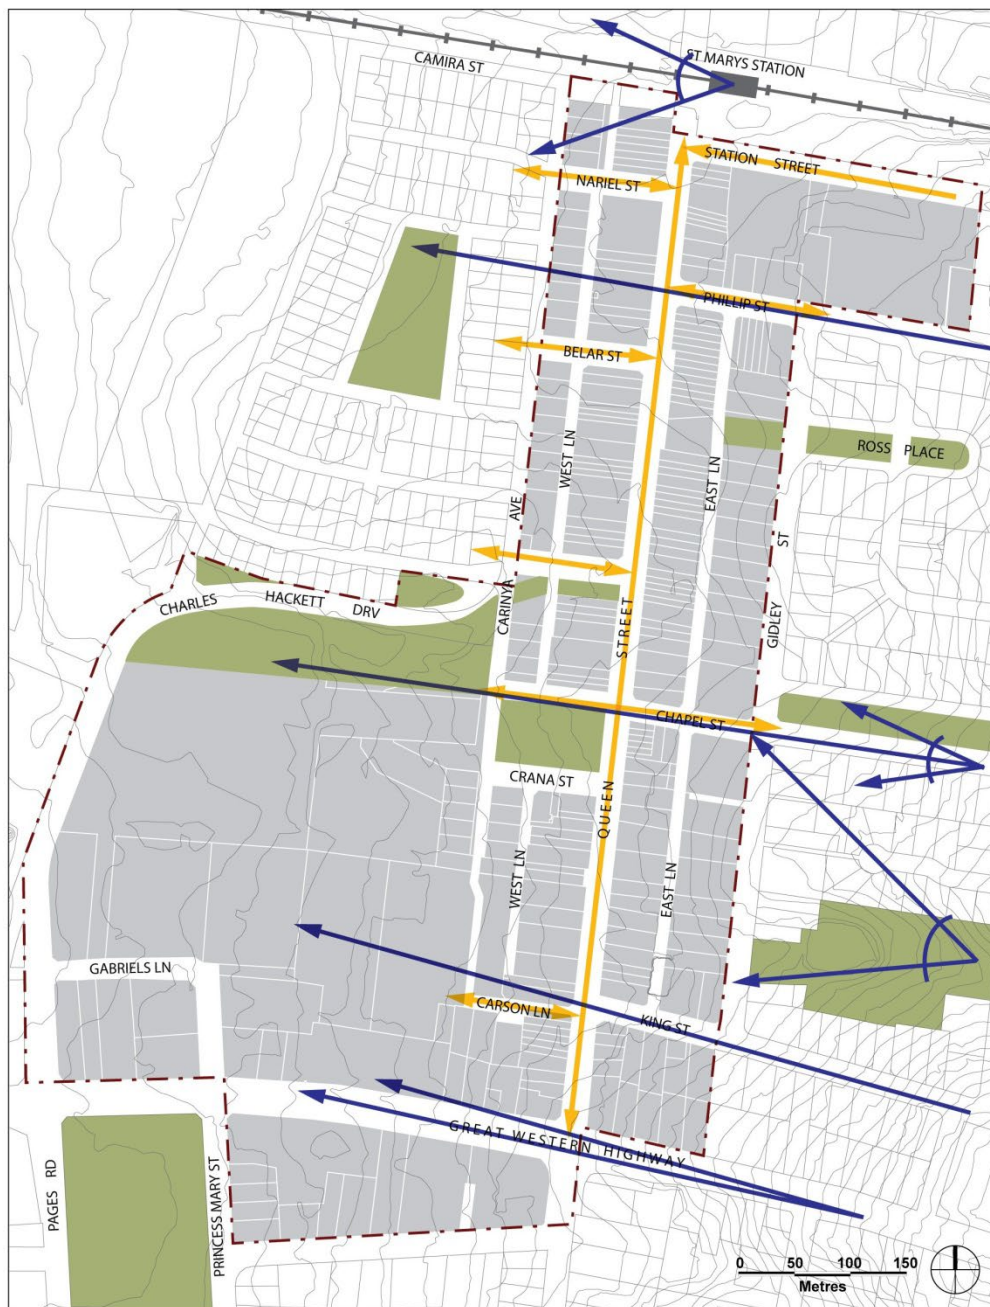 ST MARYS STATION
CAMIRA ST
STATION STREET
NARIEL ST
PHILLIP ST
BELAR ST
ROSS PLACE
WEST LN
EAST LN
AVE
CARINYA
ST
GIDLEY
CHARLES HACKETT DRV
STREET
QUEEN
CHAPEL ST
CRANA ST
WEST LN
EAST LN
GABRIELS LN
CARSON LN
KING ST
GREAT WESTERN HIGHWAY
PAGES RD
PRINCESS MARY ST
0 50 100 150
Metres